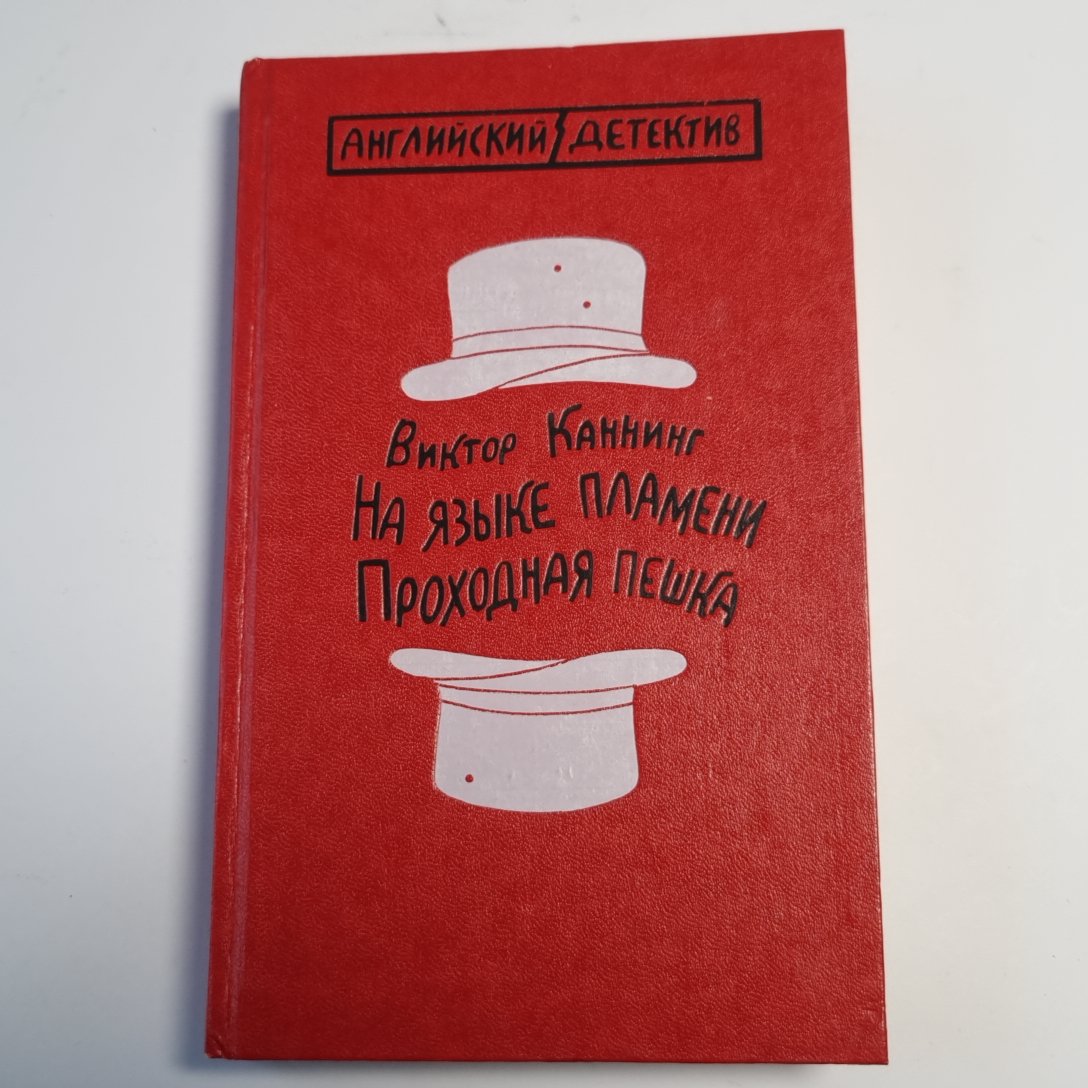 АНГЛИЙСКИЙ ДЕТЕКТИВ
ВИКТОР КАННИНГ
НА ЯЗЫКЕ ПЛАМЕНИ
ПРОХОДНАЯ ПЕШКА